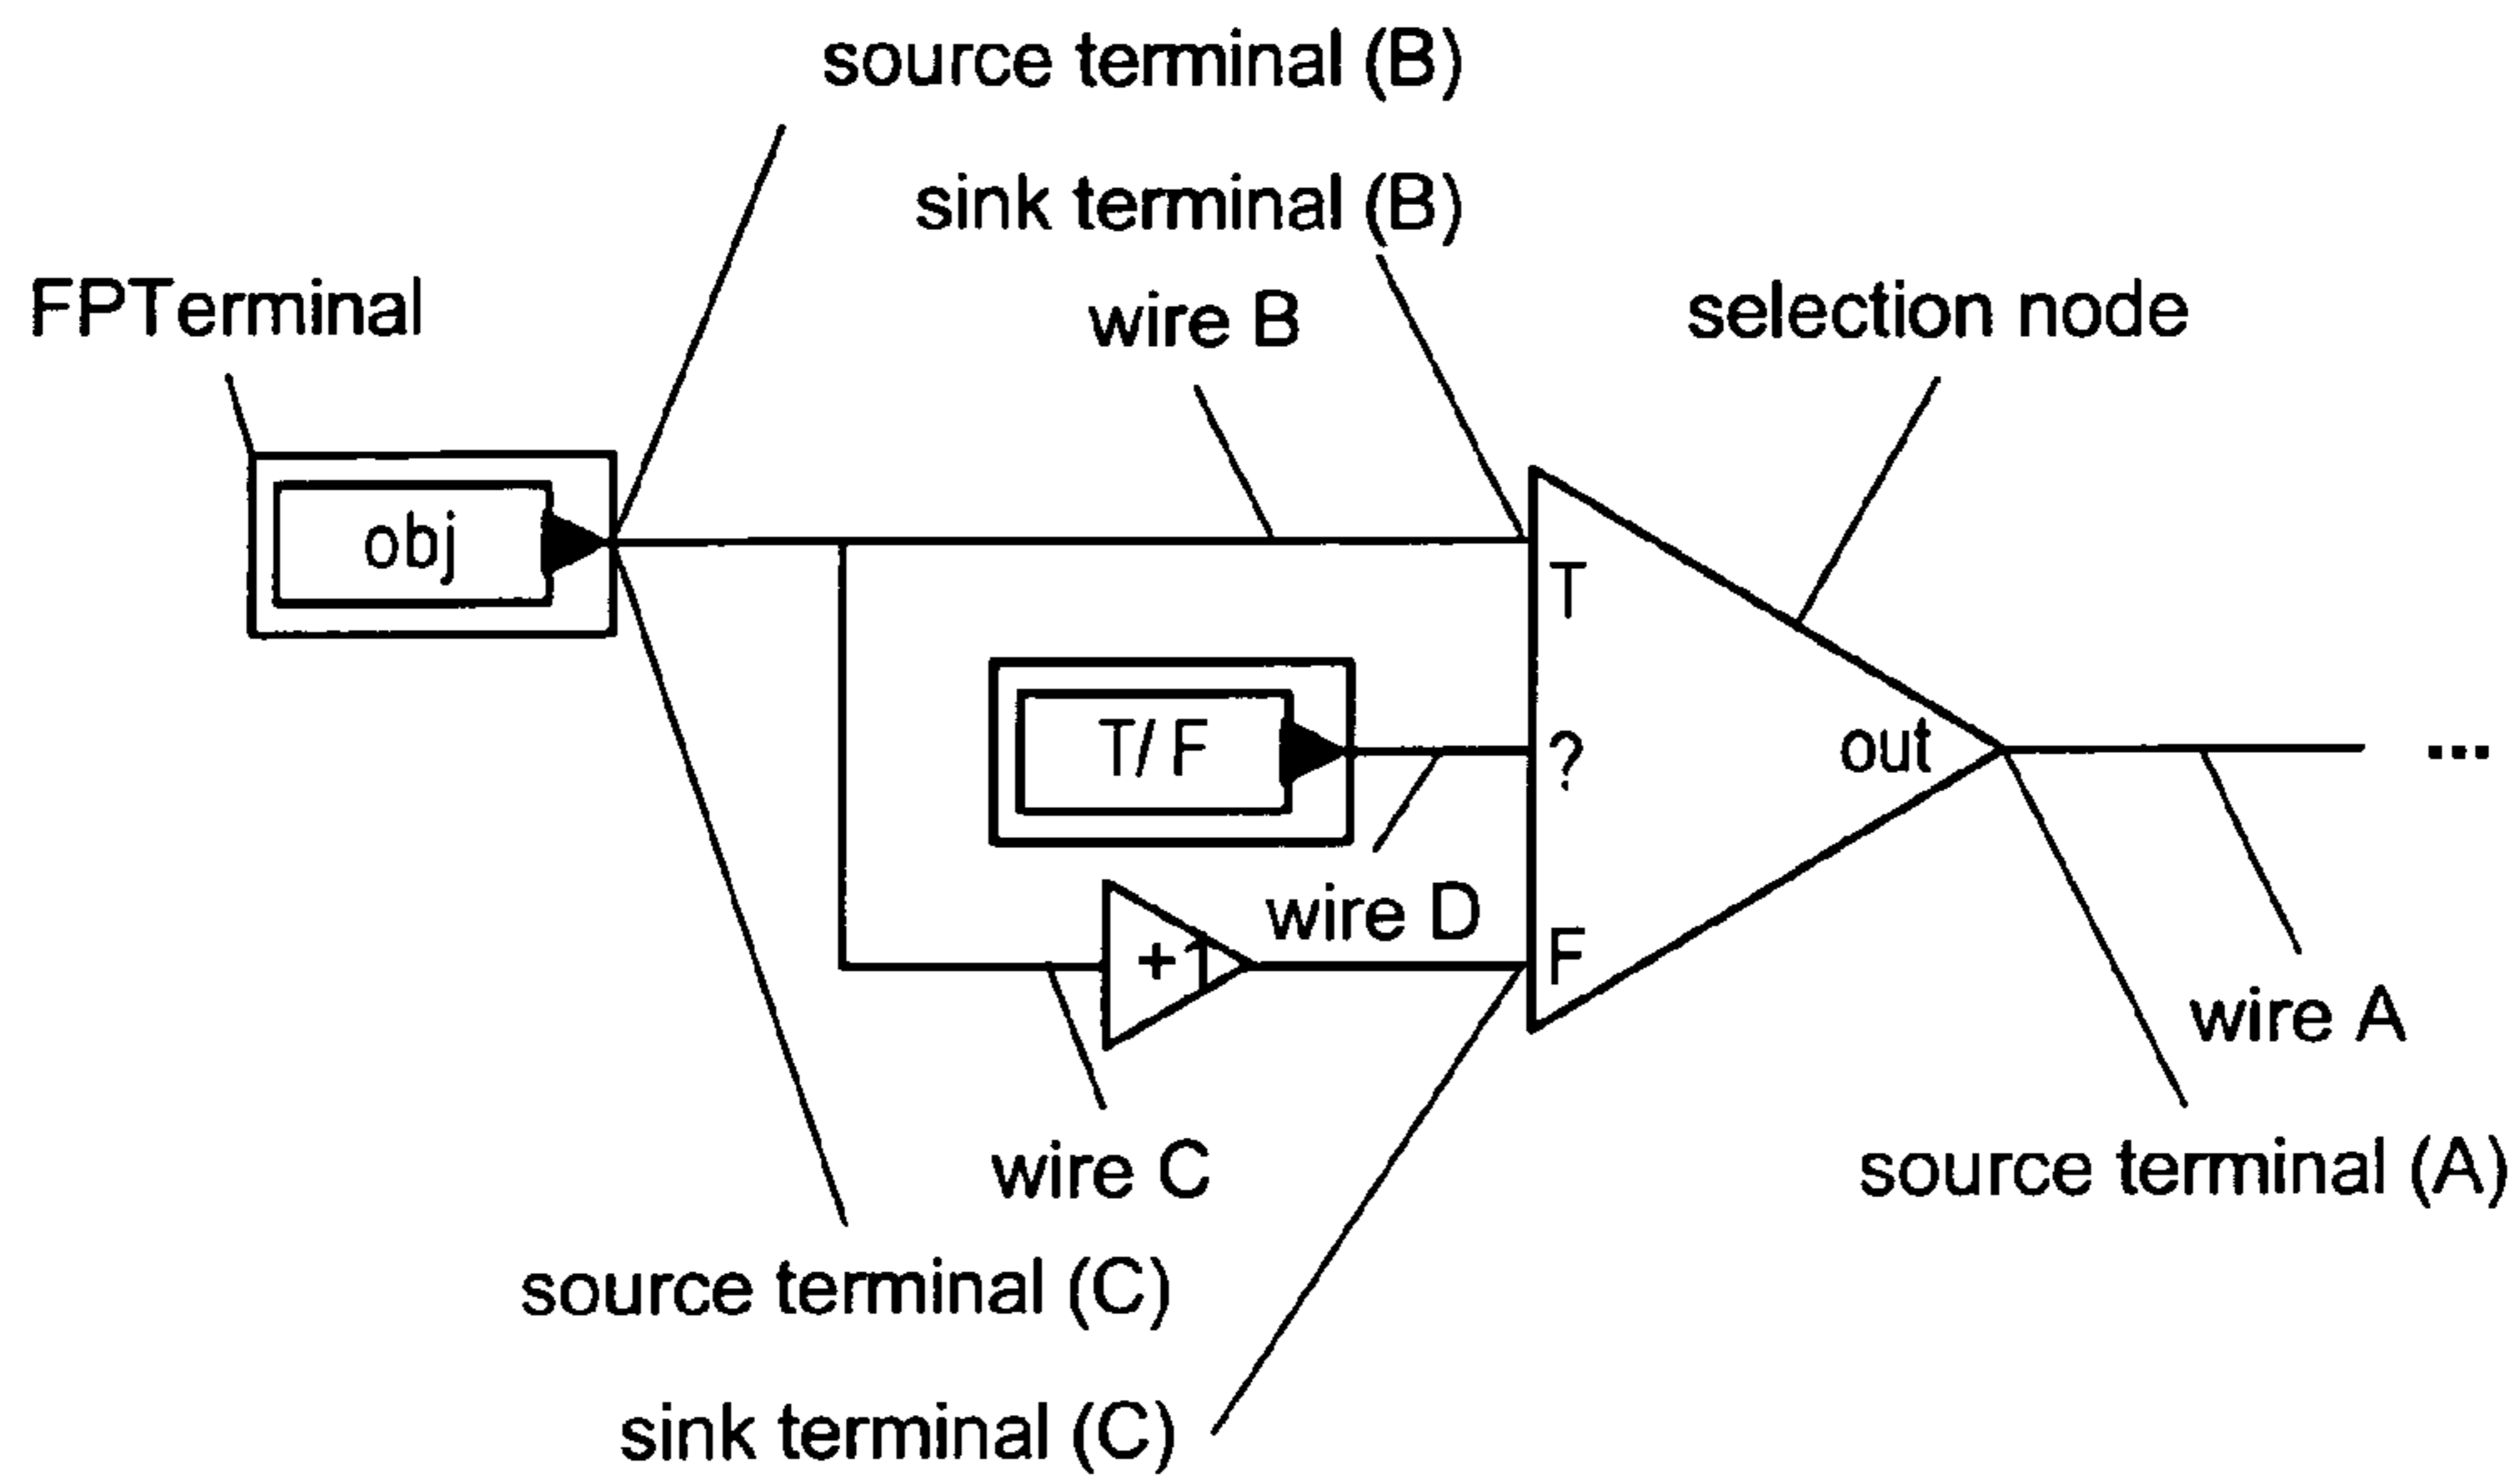 source terminal (B)
sink terminal (B)
wire B
FPTerminal
selection node
obj
T
T/F
?
out
...
wire D
+1
F
wire A
wire C
source terminal (A)
source terminal (C)
sink terminal (C)